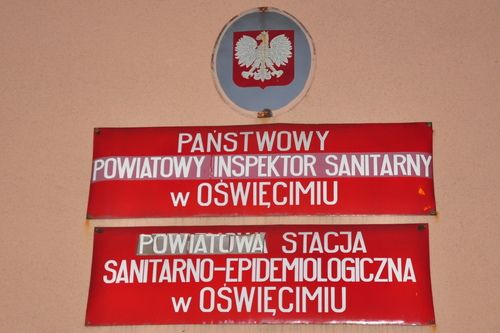 PAŃSTWOWY
POWIATOWY INSPEKTOR SANITARNY
w OŚWIĘCIMIU
POWIATOWA STACJA
SANITARNO-EPIDEMIOLOGICZNA
w OŚWIĘCIMIU